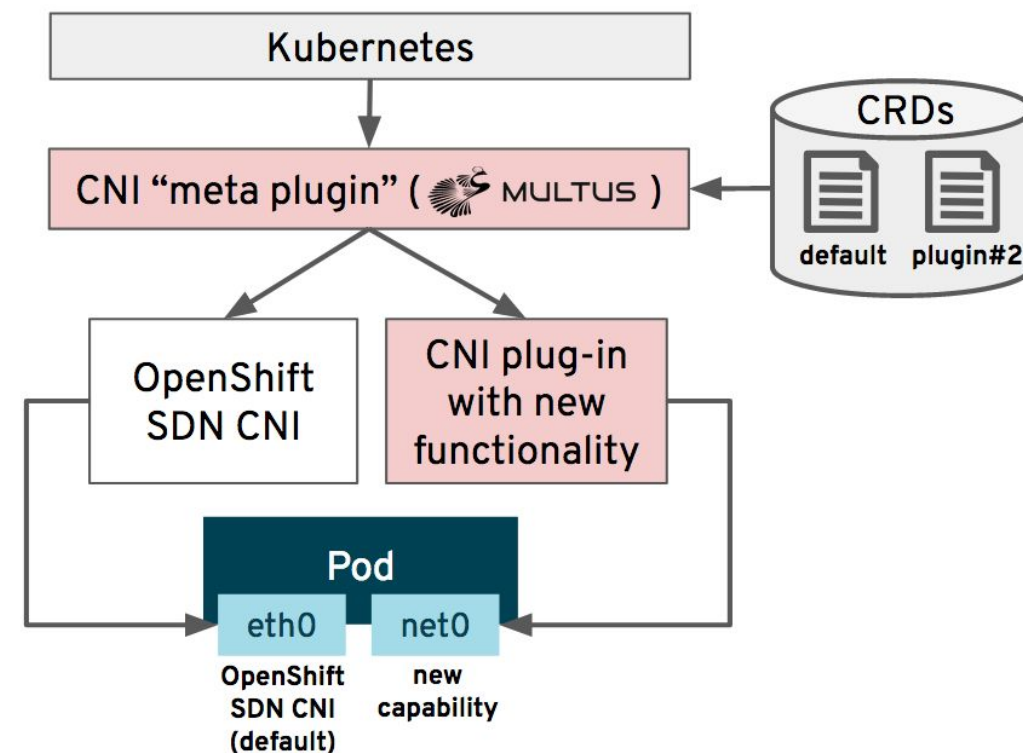 Kubernetes
CNI “meta plugin” ( MULTUS )
CRDs
default
plugin#2
OpenShift
SDN CNI
CNI plug-in
with new
functionality
Pod
eth0
net0
OpenShift
SDN CNI
(default)
new
capability